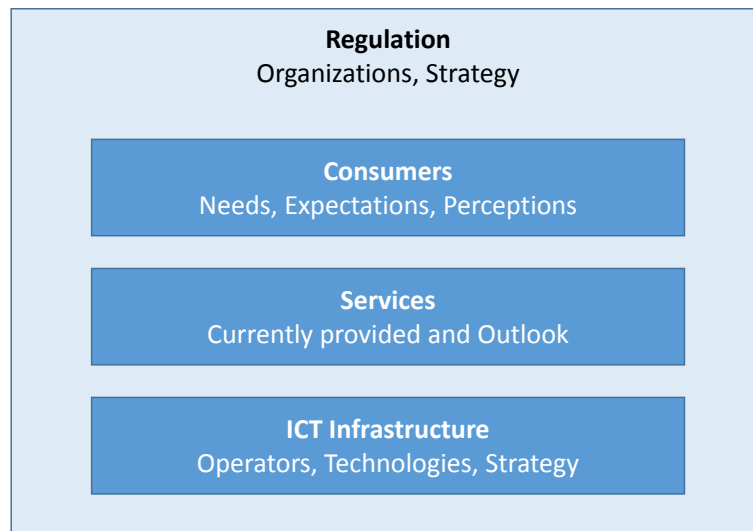 Regulation
Organizations, Strategy
Consumers
Needs, Expectations, Perceptions
Services
Currently provided and Outlook
ICT Infrastructure
Operators, Technologies, Strategy